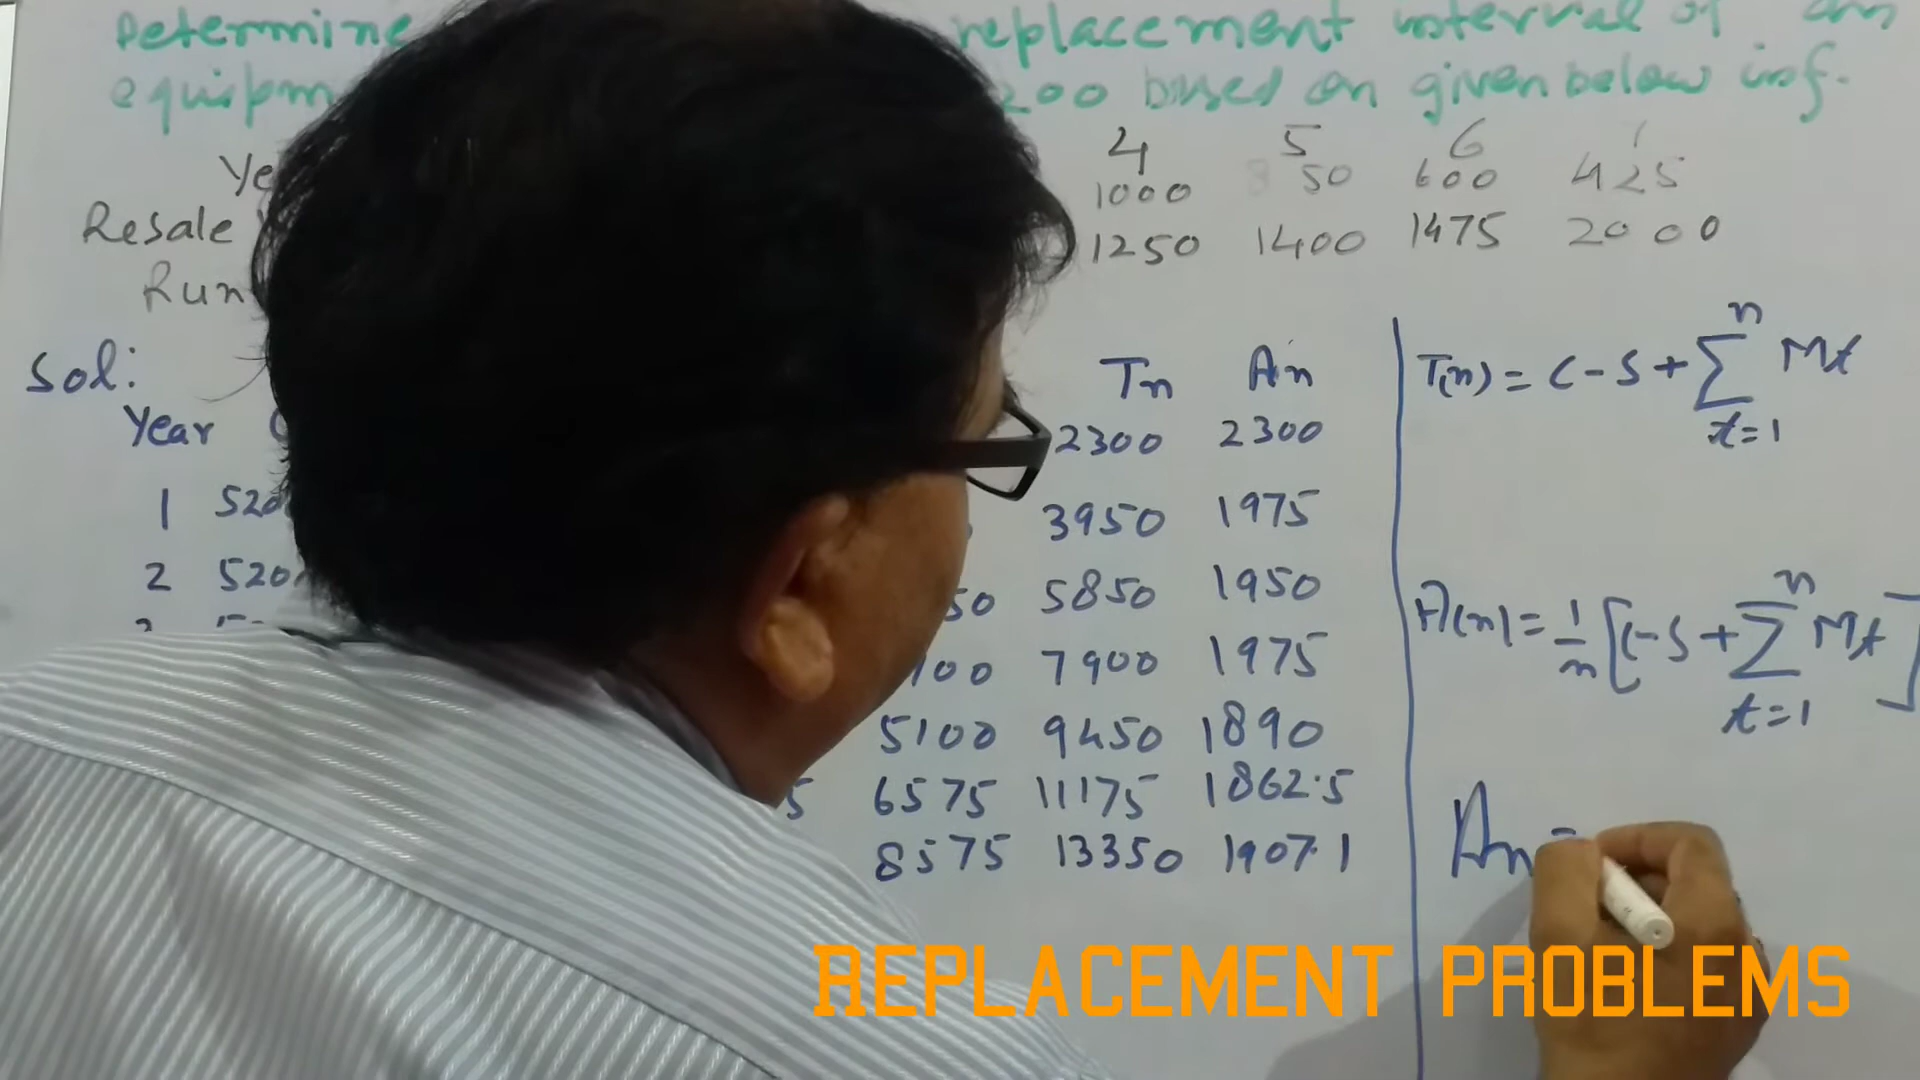 Determine replacement interval of an
equipm 200 based on given below inf.
Ye 4 5 6
Resale 1000 850 600 425
Run 1250 1400 1475 2000
Sol:
Year Tn An
2300 2300
1 520 3950 1975
2 520 50 5850 1950
100 7900 1975
5100 9450 1890
5 6575 11175 1862.5
8575 13350 1907.1
T(n) = C-S+∑ n t=1 Mt
A(n) = 1/n [C-S+∑ n t=1 Mt]
An =
REPLACEMENT PROBLEMS